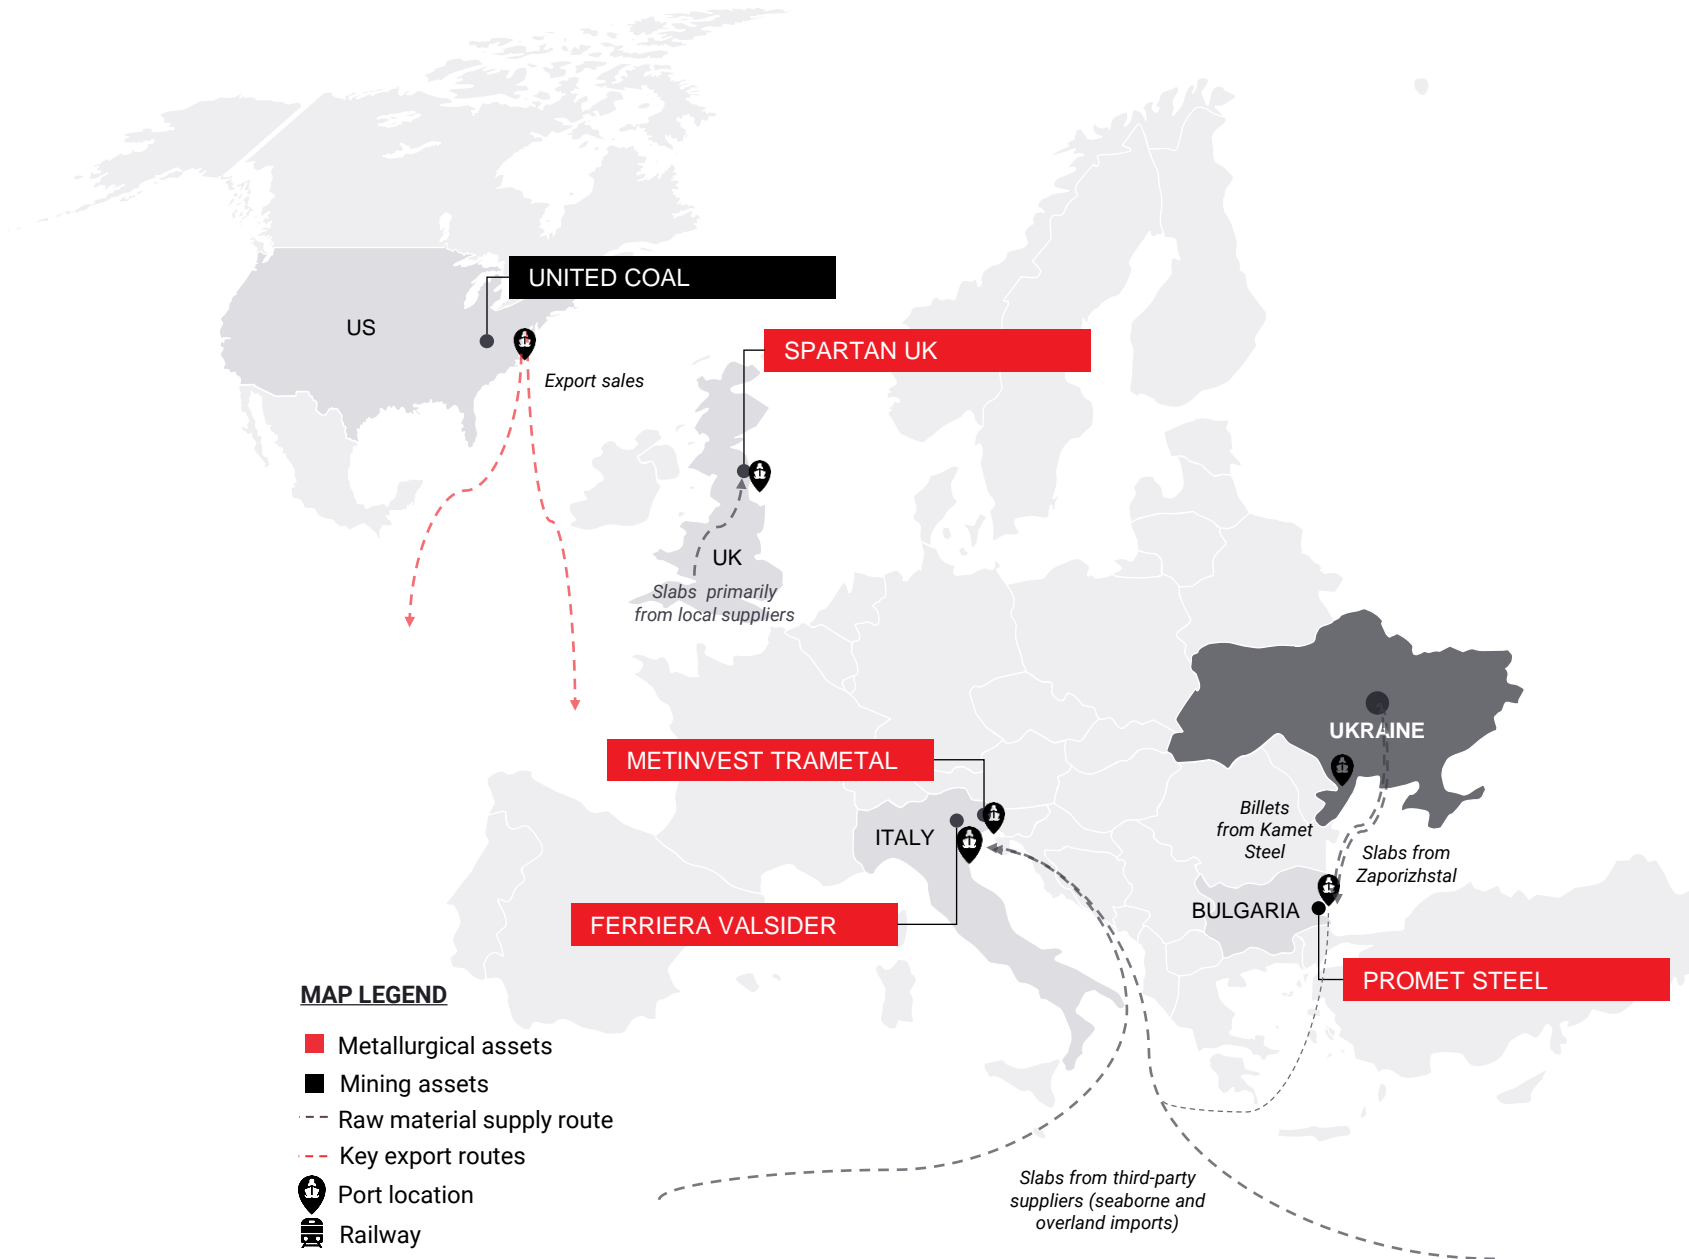 UNITED COAL
US
SPARTAN UK
Export sales
UK
Slabs primarily
from local suppliers
UKRAINE
METINVEST TRAMETAL
Billets
from Kamet
Steel
ITALY
Slabs from
Zaporizhstal
BULGARIA
FERRIERA VALSIDER
PROMET STEEL
MAP LEGEND
Metallurgical assets
Mining assets
Raw material supply route
Key export routes
Port location
Railway
Slabs from third-party
suppliers (seaborne and
overland imports)